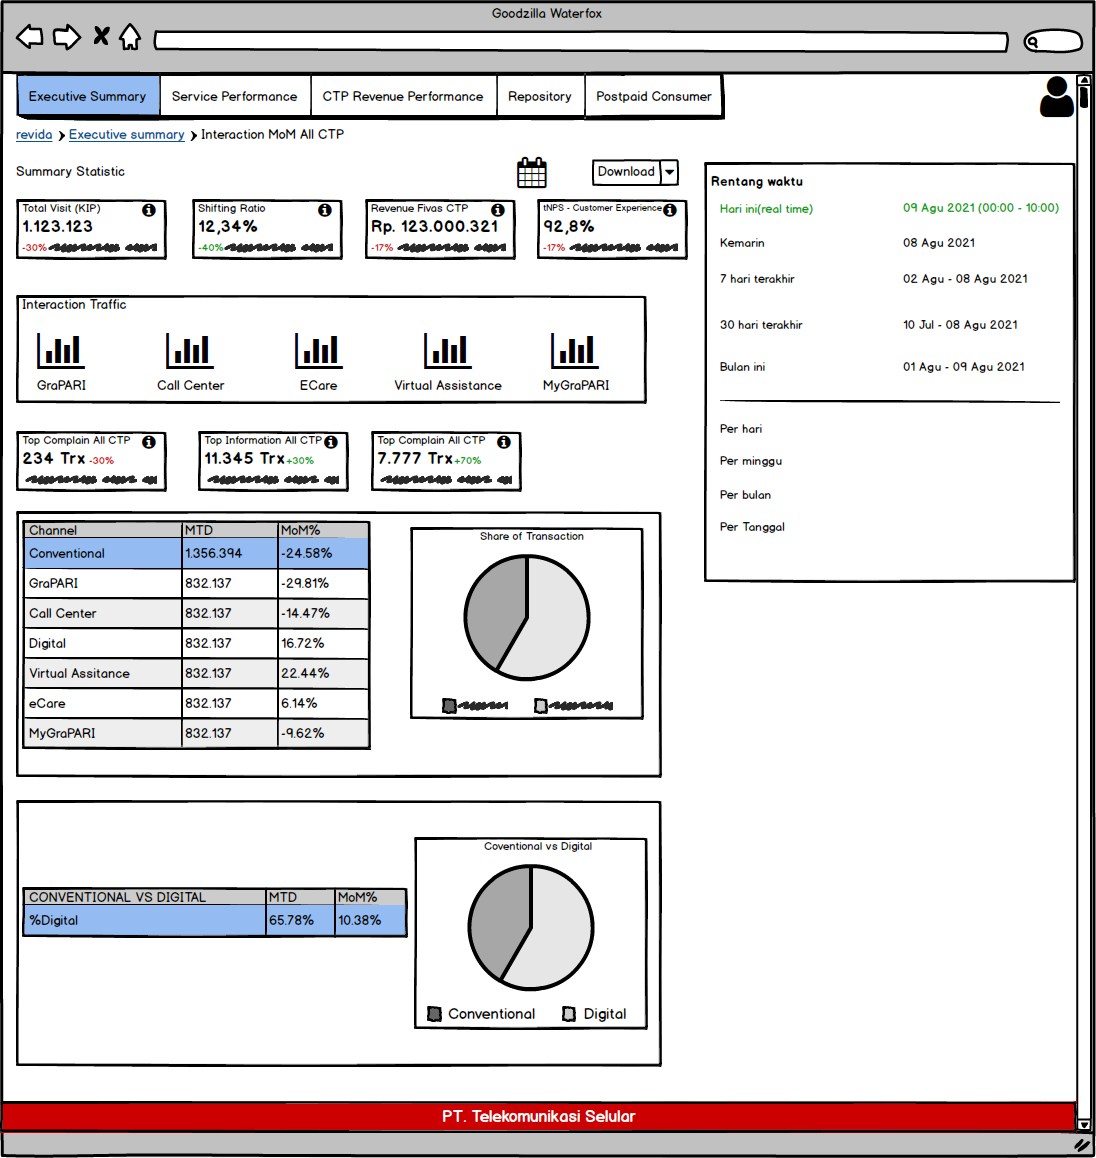 Goodzilla Waterfox
Executive Summary
Service Performance
CTP Revenue Performance
Repository
Postpaid Consumer
revida
Executive summary
Interaction MoM All CTP
Summary Statistic
Download
Total Visit (KIP)
1.123.123
-30%
Shifting Ratio
12,34%
-40%
Revenue Fivas CTP
Rp. 123.000.321
-17%
tNPS - Customer Experience
92,8%
-17%
Interaction Traffic
GraPARI
Call Center
ECare
Virtual Assistance
MyGraPARI
Top Complain All CTP
234 Trx -30%
Top Information All CTP
11.345 Trx +30%
Top Complain All CTP
7.777 Trx +70%
Channel MTD MoM%
Conventional 1.356.394 -24.58%
GraPARI 832.137 -29.81%
Call Center 832.137 -14.47%
Digital 832.137 16.72%
Virtual Assitance 832.137 22.44%
eCare 832.137 6.14%
MyGraPARI 832.137 -9.62%
Share of Transaction
CONVENTIONAL VS DIGITAL MTD MoM%
%Digital 65.78% 10.38%
Coventional vs Digital
Conventional
Digital
Rentang waktu
Hari ini(real time) 09 Agu 2021 (00:00 - 10:00)
Kemarin 08 Agu 2021
7 hari terakhir 02 Agu - 08 Agu 2021
30 hari terakhir 10 Jul - 08 Agu 2021
Bulan ini 01 Agu - 09 Agu 2021
Per hari
Per minggu
Per bulan
Per Tanggal
PT. Telekomunikasi Selular